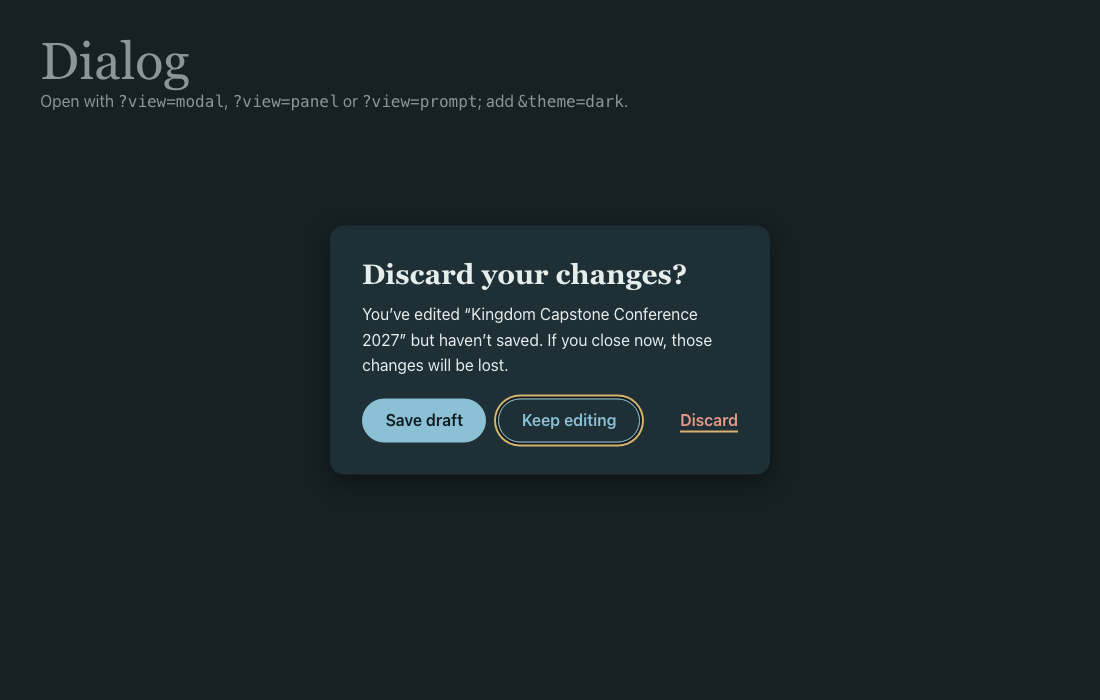 Dialog
Open with ?view=modal, ?view=panel or ?view=prompt; add &theme=dark.
Discard your changes?
You’ve edited “Kingdom Capstone Conference
2027” but haven’t saved. If you close now, those
changes will be lost.
Save draft Keep editing Discard